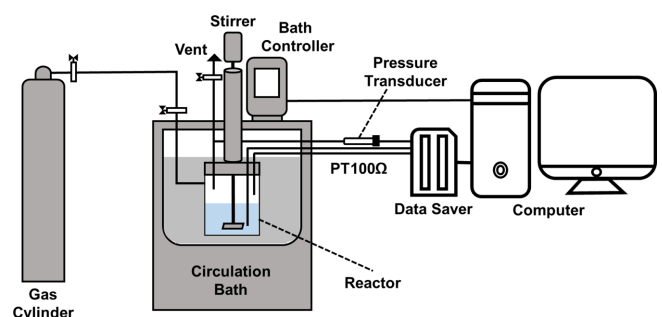 Stirrer
Vent
Bath
Controller
Pressure
Transducer
PT100Ω
Data Saver
Computer
Circulation
Bath
Reactor
Gas
Cylinder